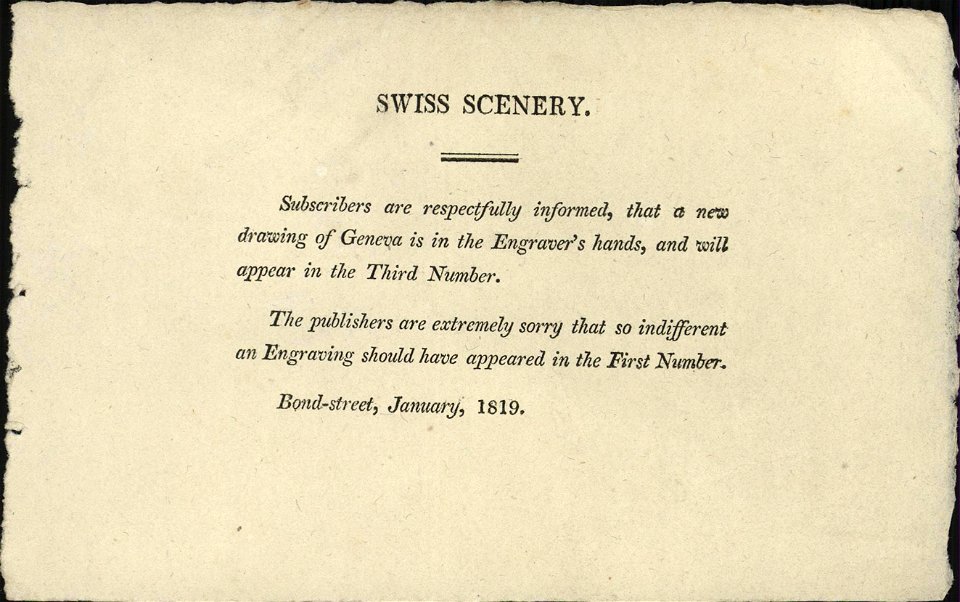 SWISS SCENERY.
Subscribers are respectfully informed, that a new
drawing of Geneva is in the Engraver's hands, and will
appear in the Third Number.
The publishers are extremely sorry that so indifferent
an Engraving should have appeared in the First Number.
Bond-street, January, 1819.